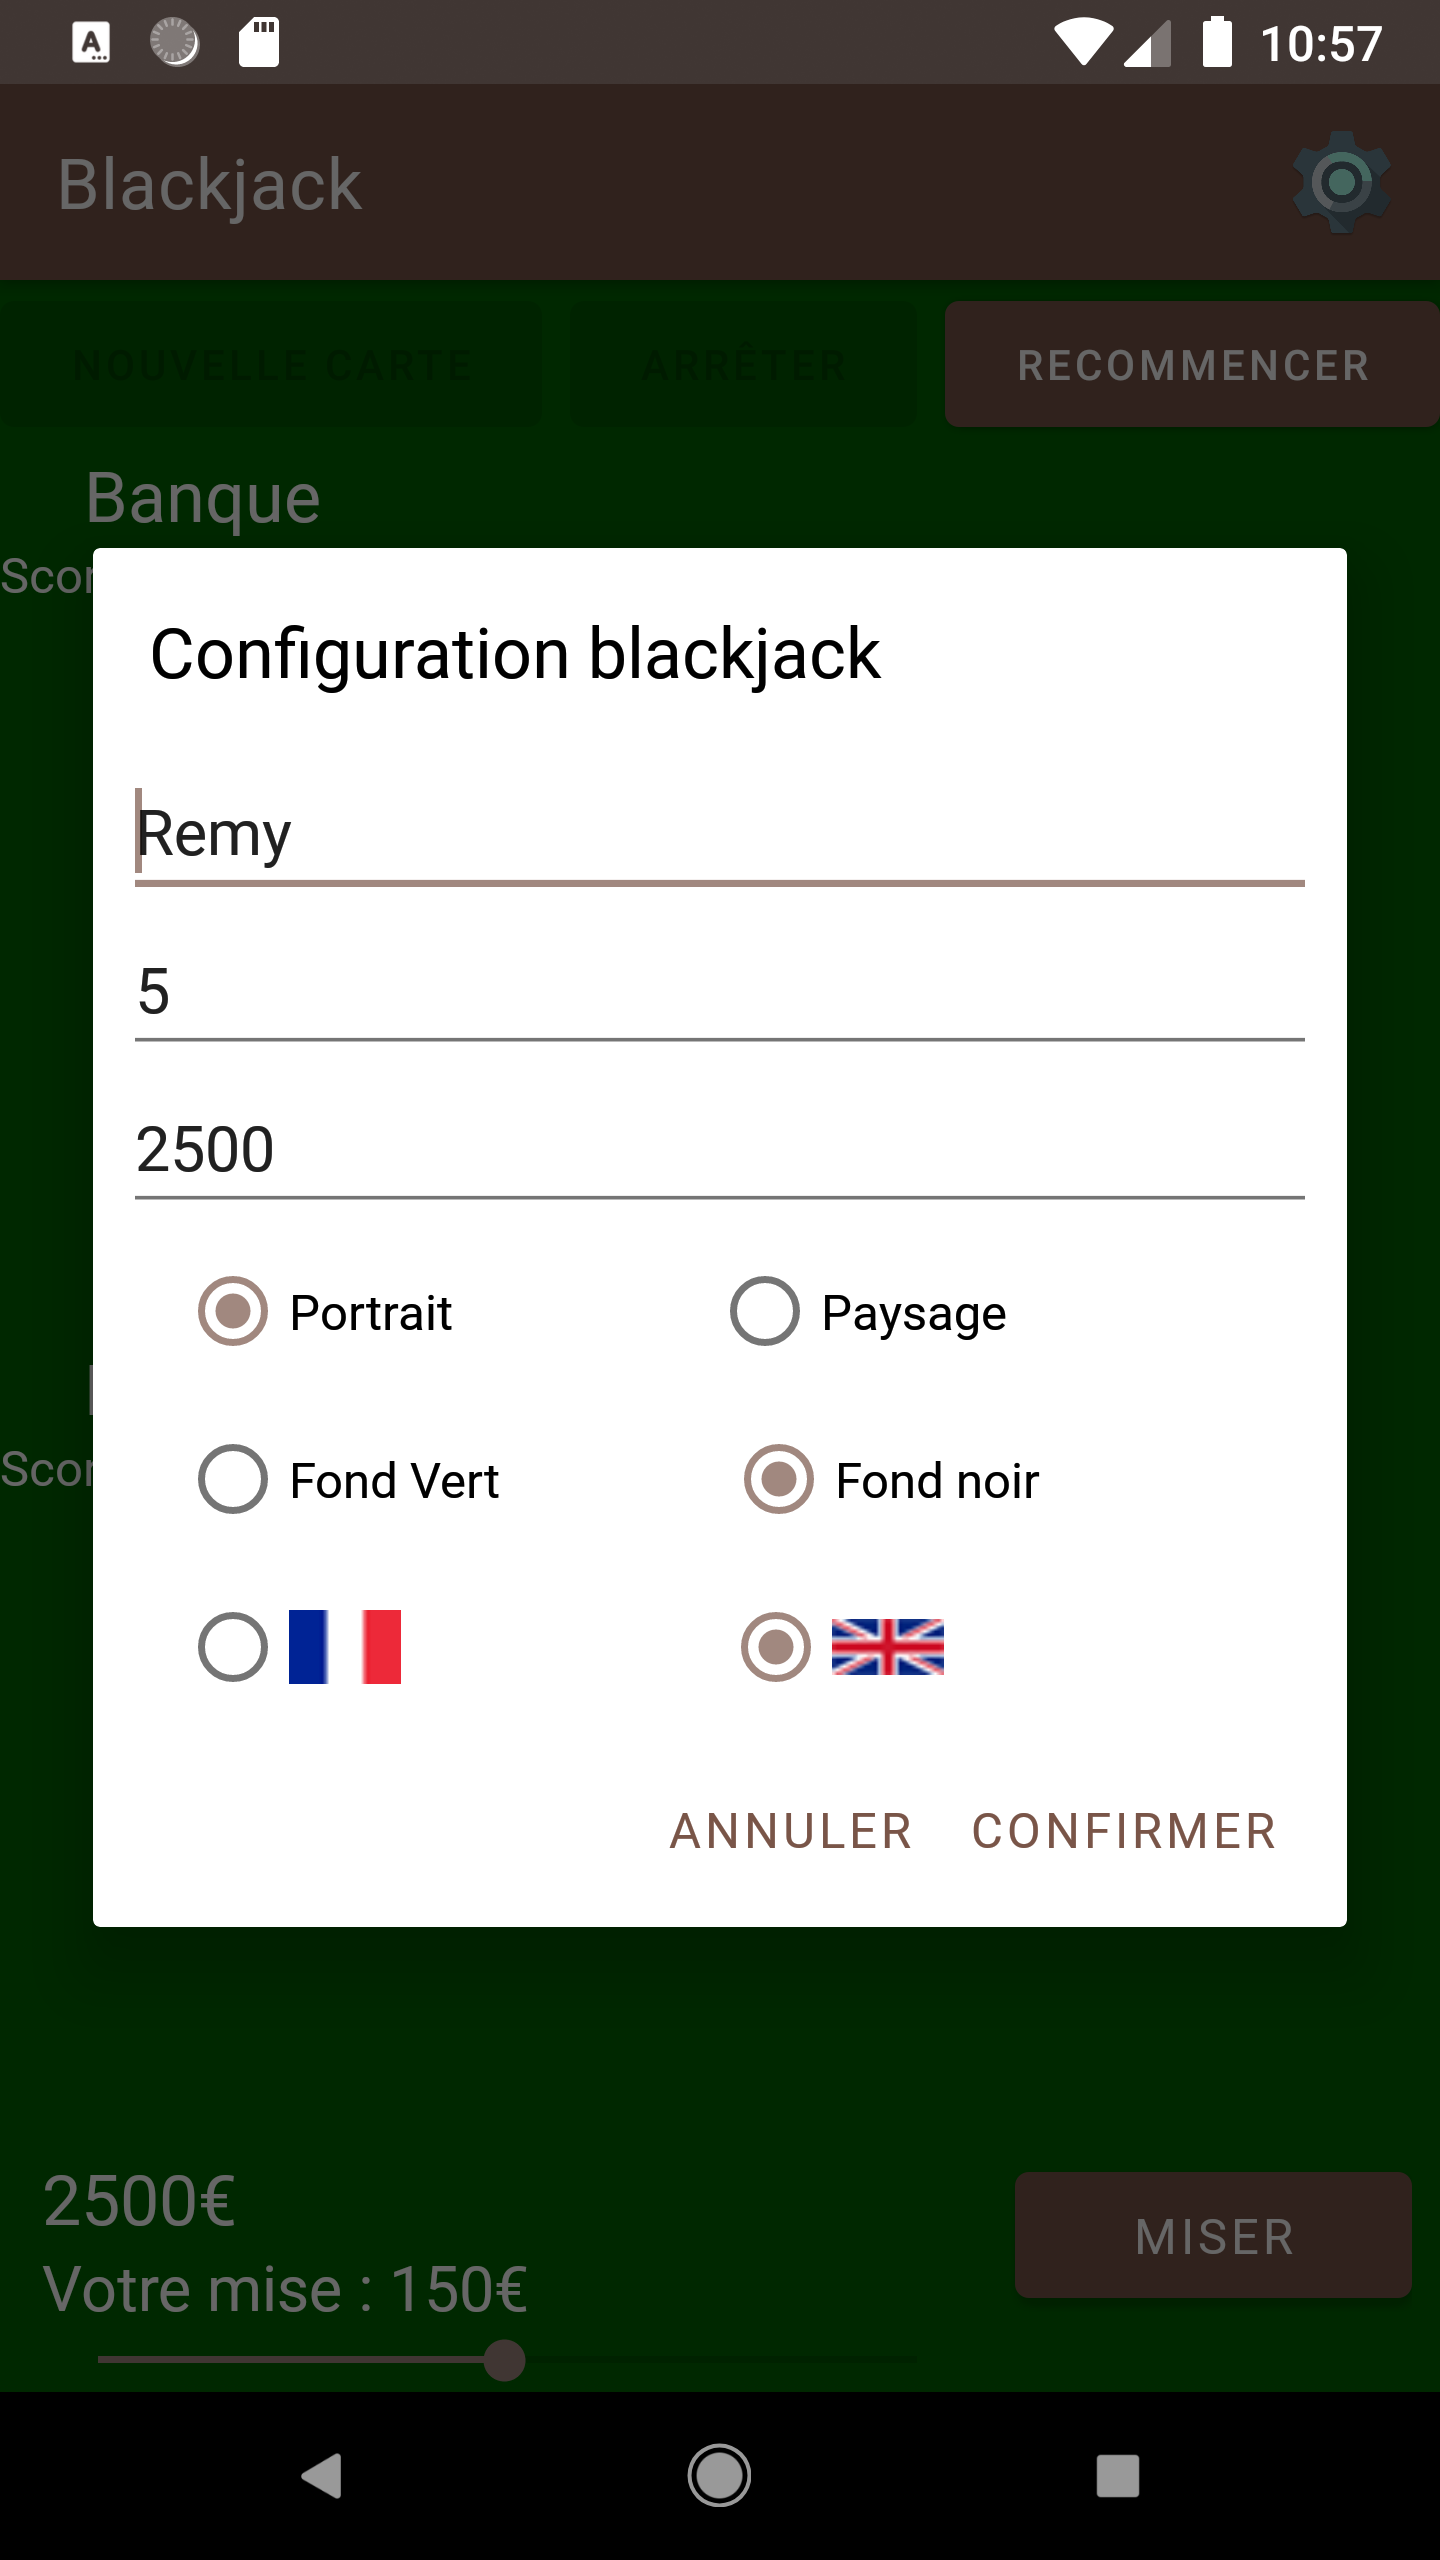 10:57
Blackjack
NOUVELLE CARTE ARRÊTER RECOMMENCER
Banque
Scor
Configuration blackjack
Remy
5
2500
Portrait Paysage
Scor
Fond Vert Fond noir
ANNULER CONFIRMER
2500€
MISER
Votre mise : 150€